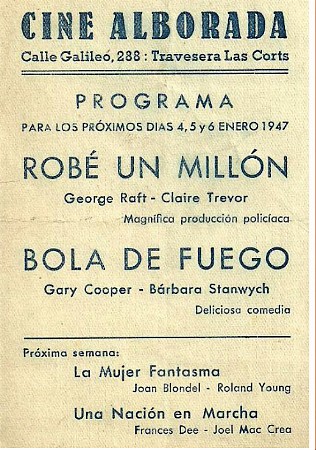 CINE ALBORADA
Calle Galileo, 238 : Travesera Las Corts
PROGRAMA
PARA LOS PRÓXIMOS DIAS 4, 5 y 6 ENERO 1947
ROBÉ UN MILLÓN
George Raft - Claire Trevor
Magnífica producción policíaca
BOLA DE FUEGO
Gary Cooper - Bárbara Stanwych
Deliciosa comedia
Próxima semana:
La Mujer Fantasma
Joan Blondel - Roland Young
Una Nación en Marcha
Frances Dee - Joel Mac Crea